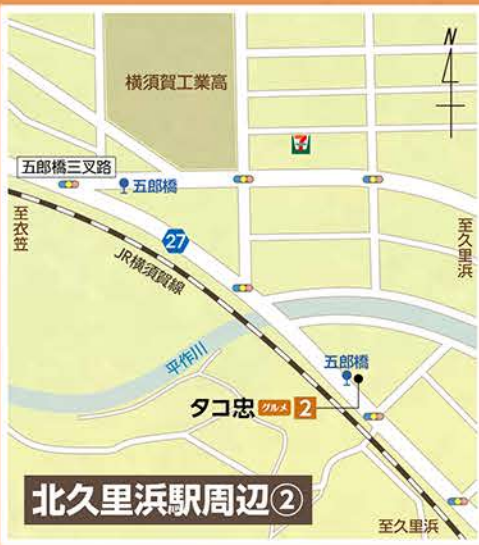 N
横須賀工業高
7
五郎橋三叉路
五郎橋
至衣笠
27
至久里浜
JR横須賀線
平作川
五郎橋
タコ忠 グルメ 2
北久里浜駅周辺②
至久里浜